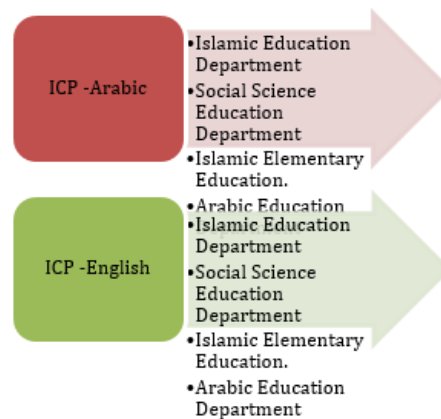 ICP -Arabic
•Islamic Education
Department
•Social Science
Education
Department
•Islamic Elementary
Education.
•Arabic Education
ICP -English
•Islamic Education
Department
•Social Science
Education
Department
•Islamic Elementary
Education.
•Arabic Education
Department